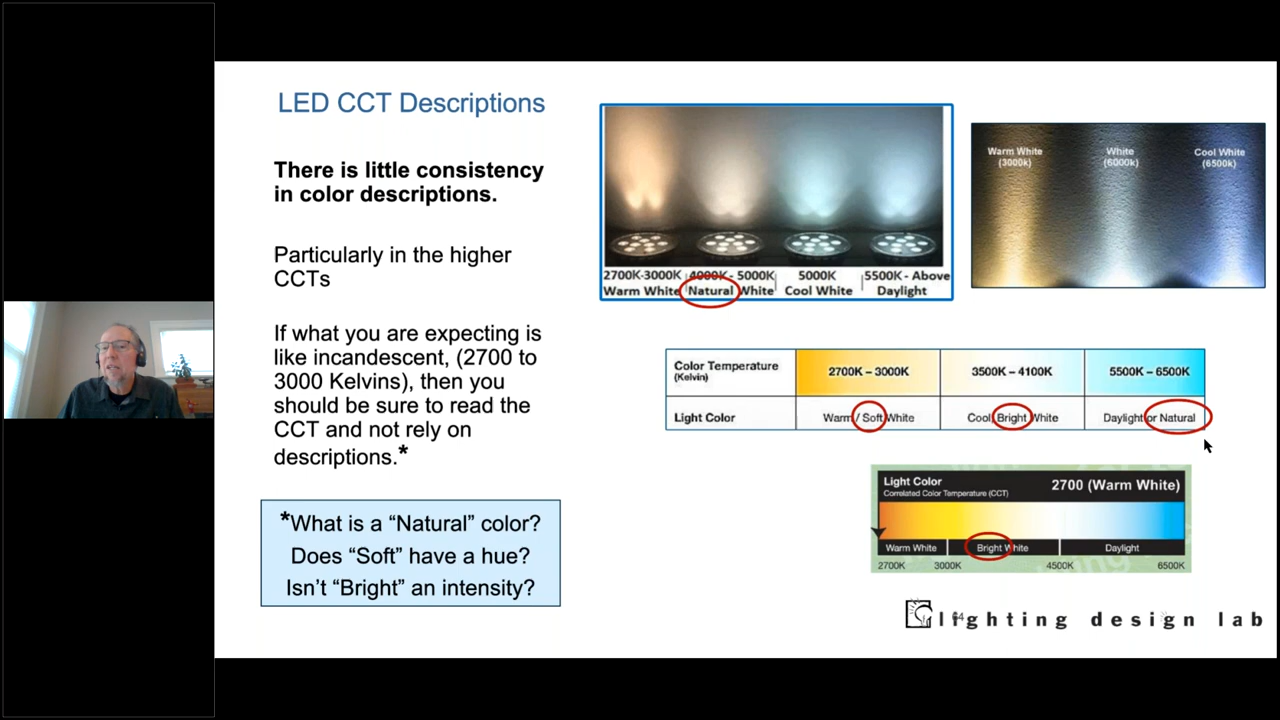 LED CCT Descriptions
There is little consistency
in color descriptions.
Particularly in the higher
CCTs
If what you are expecting is
like incandescent, (2700 to
3000 Kelvins), then you
should be sure to read the
CCT and not rely on
descriptions.*
*What is a “Natural” color?
Does “Soft” have a hue?
Isn’t “Bright” an intensity?
2700K-3000K 4000K - 5000K 5000K 5500K - Above
Warm White Natural White Cool White Daylight
Warm White White Cool White
(3000k) (6000k) (6500k)
Color Temperature 2700K – 3000K 3500K – 4100K 5500K – 6500K
(Kelvin)
Light Color Warm / Soft White Cool Bright White Daylight or Natural
Light Color 2700 (Warm White)
Correlated Color Temperature (CCT)
Warm White Bright White Daylight
2700K 3000K 4500K 6500K
lighting design lab